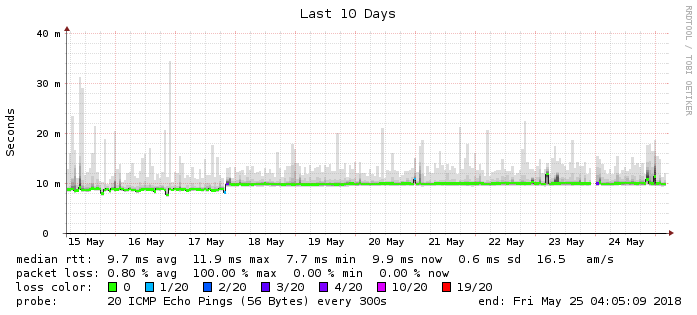 Last 10 Days
RRDTOOL / TOBI OETIKER
Seconds
40 m
30 m
20 m
10 m
0
15 May 16 May 17 May 18 May 19 May 20 May 21 May 22 May 23 May 24 May
median rtt: 9.7 ms avg 11.9 ms max 7.7 ms min 9.9 ms now 0.6 ms sd 16.5 am/s
packet loss: 0.80 % avg 100.00 % max 0.00 % min 0.00 % now
loss color: 0 1/20 2/20 3/20 4/20 10/20 19/20
probe: 20 ICMP Echo Pings (56 Bytes) every 300s end: Fri May 25 04:05:09 2018